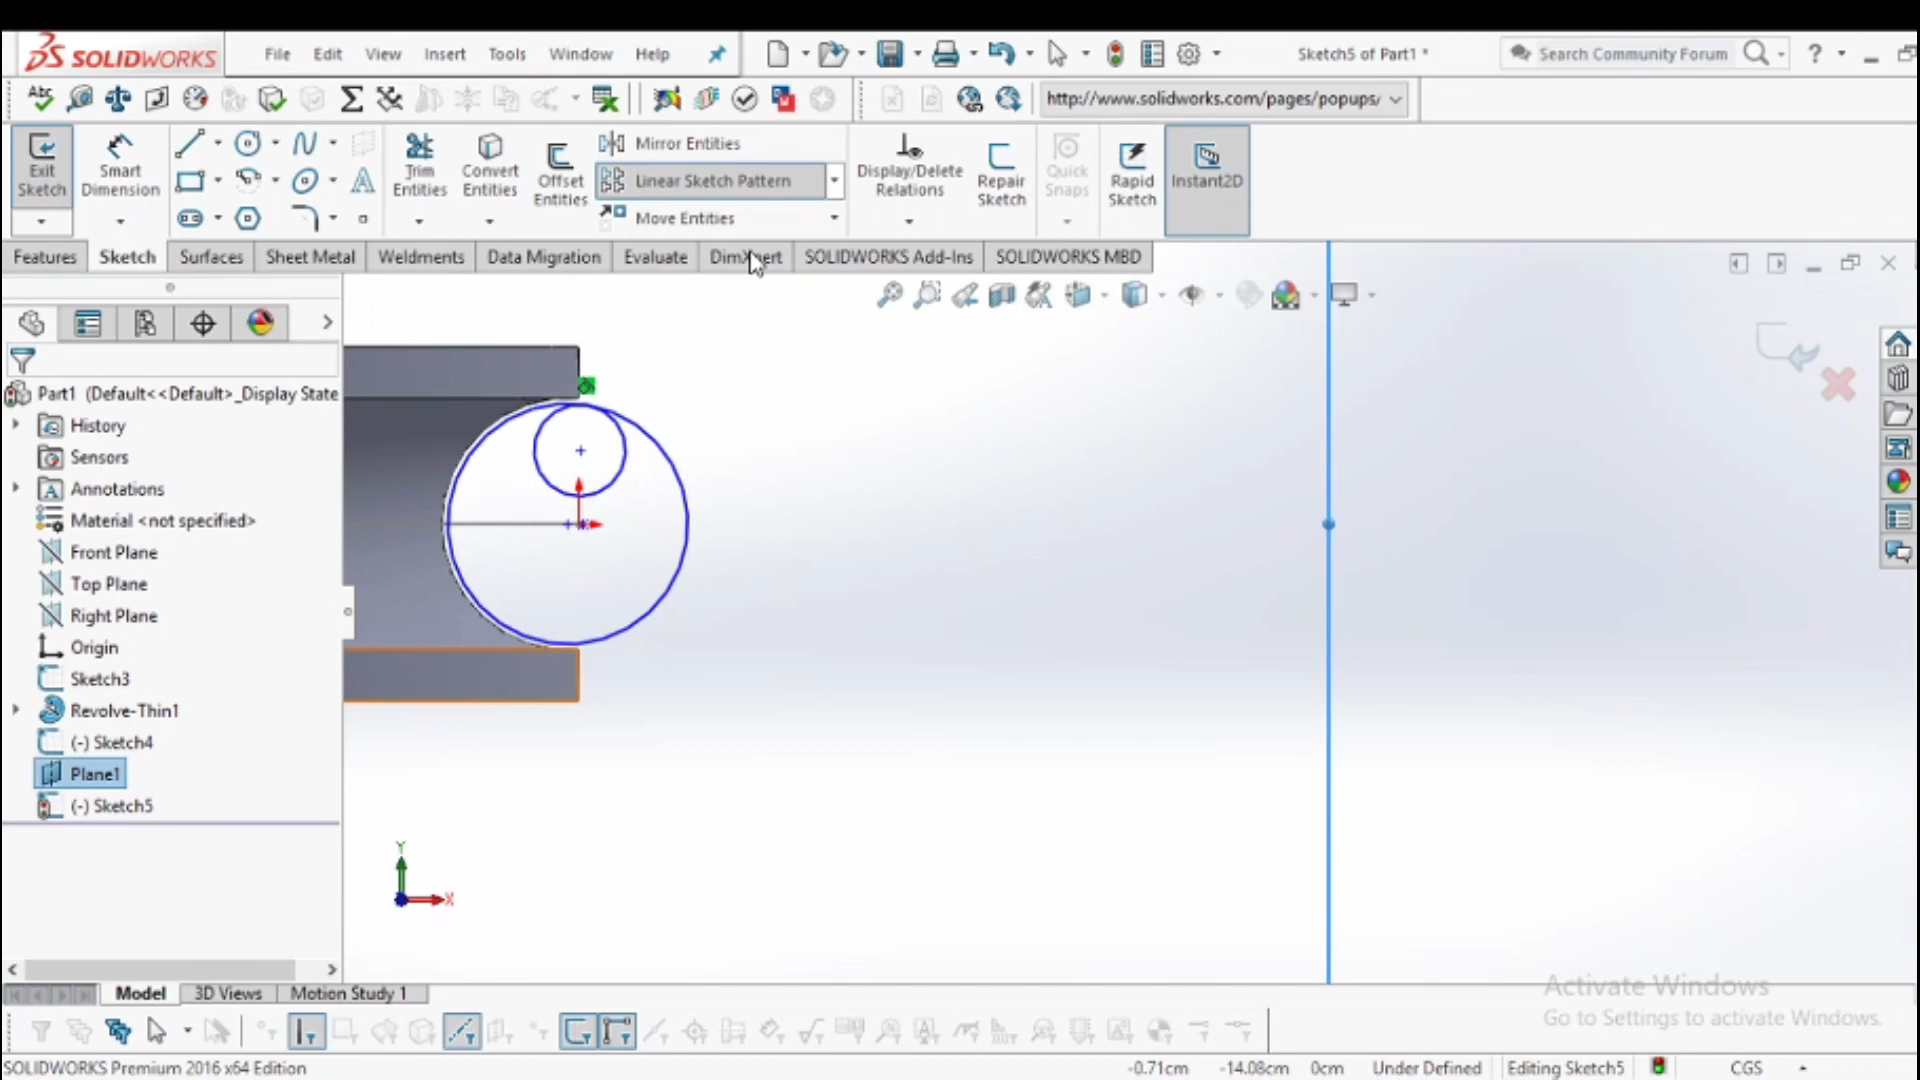 SOLIDWORKS File Edit View Insert Tools Window Help Sketch5 of Part1 * Search Community Forum ?
Abc http://www.solidworks.com/pages/popups/
Exit Sketch
Smart Dimension
Trim Entities
Convert Entities
Offset Entities
Mirror Entities
Linear Sketch Pattern
Move Entities
Display/Delete Relations
Repair Sketch
Quick Snaps
Rapid Sketch
Instant2D
Features Sketch Surfaces Sheet Metal Weldments Data Migration Evaluate DimXpert SOLIDWORKS Add-Ins SOLIDWORKS MBD
Part1 (Default<<Default>_Display State
History
Sensors
Annotations
Material <not specified>
Front Plane
Top Plane
Right Plane
Origin
Sketch3
Revolve-Thin1
(-) Sketch4
Plane1
(-) Sketch5
Y
X
Model 3D Views Motion Study 1
Activate Windows
Go to Settings to activate Windows.
SOLIDWORKS Premium 2016 x64 Edition -0.71cm -14.08cm 0cm Under Defined Editing Sketch5 CGS